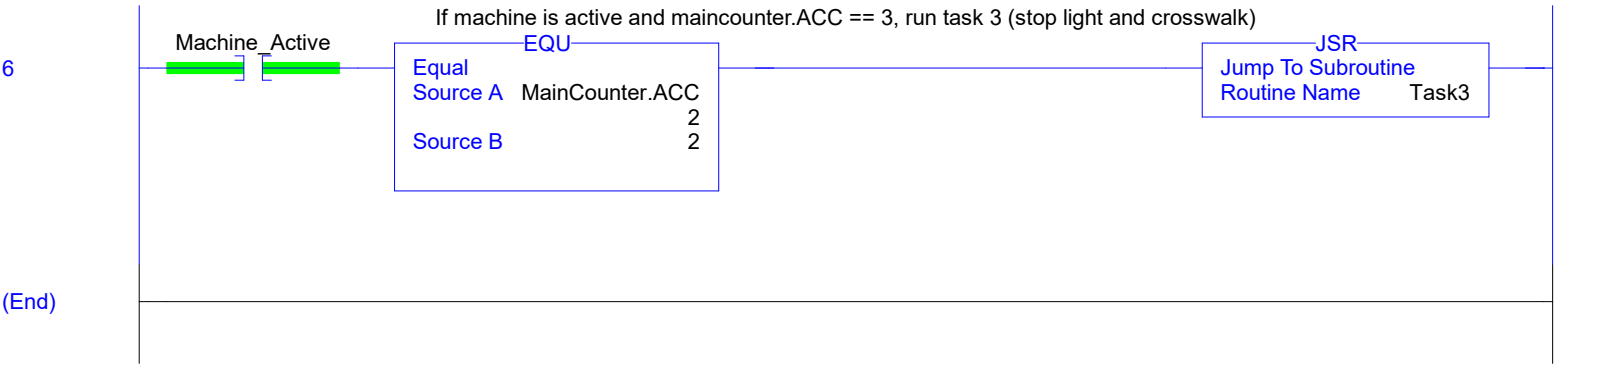 If machine is active and maincounter.ACC == 3, run task 3 (stop light and crosswalk)
Machine_Active
EQU
JSR
6
Equal
Jump To Subroutine
Source A MainCounter.ACC
Routine Name Task3
2
Source B 2
(End)